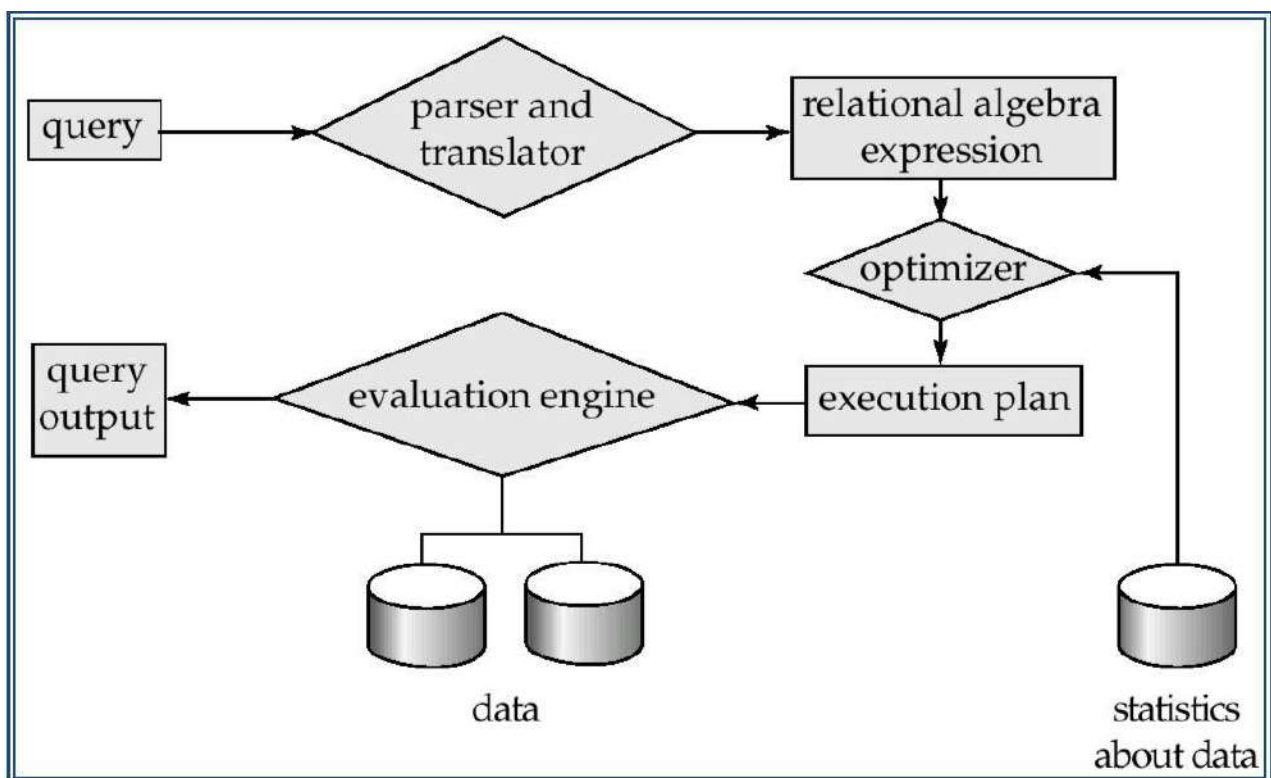 query
parser and
translator
relational algebra
expression
optimizer
query
output
evaluation engine
execution plan
data
statistics
about data